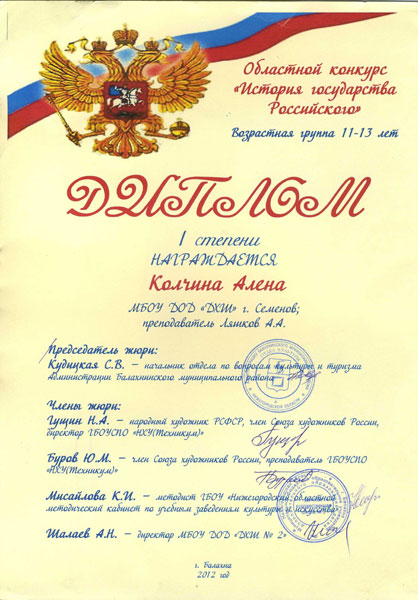 Областной конкурс
«История государства
Российского»
Возрастная группа 11-13 лет
ДИПЛОМ
I степени
НАГРАЖДАЕТСЯ
Колчина Алена
МБОУ ДОД «ДХШ» г. Семенов;
преподаватель Ляшков А.А.
Председатель жюри:
Кудицкая С.В. – начальник отдела по вопросам культуры и туризма
Администрации Балахнинского муниципального района
Члены жюри:
Гущин Н.А. – народный художник РСФСР, член Союза художников России,
директор ГБОУСПО «НХУ(Техникум)»
Буров Ю.М. – член Союза художников России, преподаватель ГБОУСПО
«НХУ(Техникум)»
Мисайлова К.И. – методист ГБОУ «Нижегородский областной
методический кабинет по учебным заведениям культуры и искусства»
Шалаев А.Н. – директор МБОУ ДОД «ДХШ № 2»
г. Балахна
2012 год